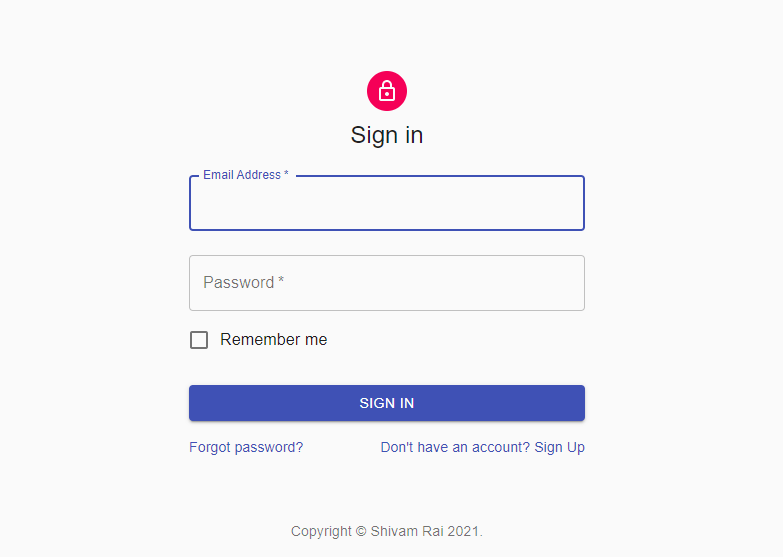 Sign in
Email Address *
Password *
Remember me
SIGN IN
Forgot password? Don't have an account? Sign Up
Copyright © Shivam Rai 2021.